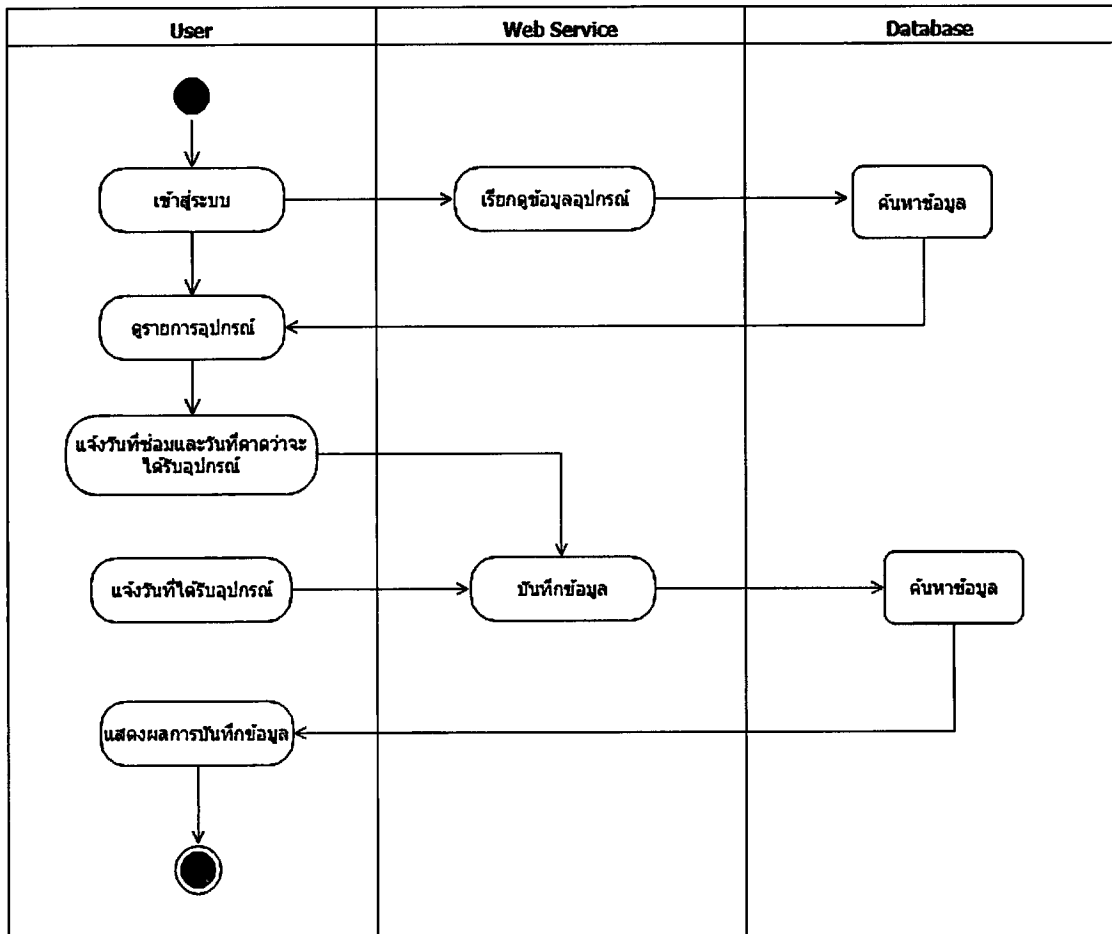 User
Web Service
Database
เข้าสู่ระบบ
เรียกดูข้อมูลอุปกรณ์
ค้นหาข้อมูล
ดูรายการอุปกรณ์
แจ้งวันที่ซ่อมและวันที่คาดว่าจะ
ได้รับอุปกรณ์
แจ้งวันที่ได้รับอุปกรณ์
บันทึกข้อมูล
ค้นหาข้อมูล
แสดงผลการบันทึกข้อมูล